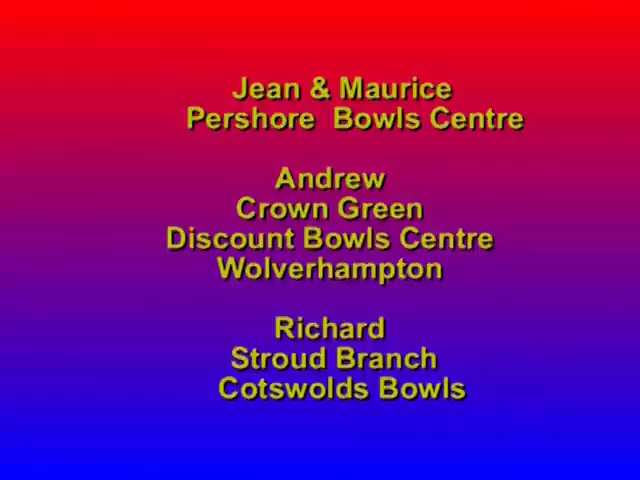 Jean & Maurice
Pershore  Bowls Centre
Andrew
Crown Green
Discount Bowls Centre
Wolverhampton
Richard
Stroud Branch
Cotswolds Bowls